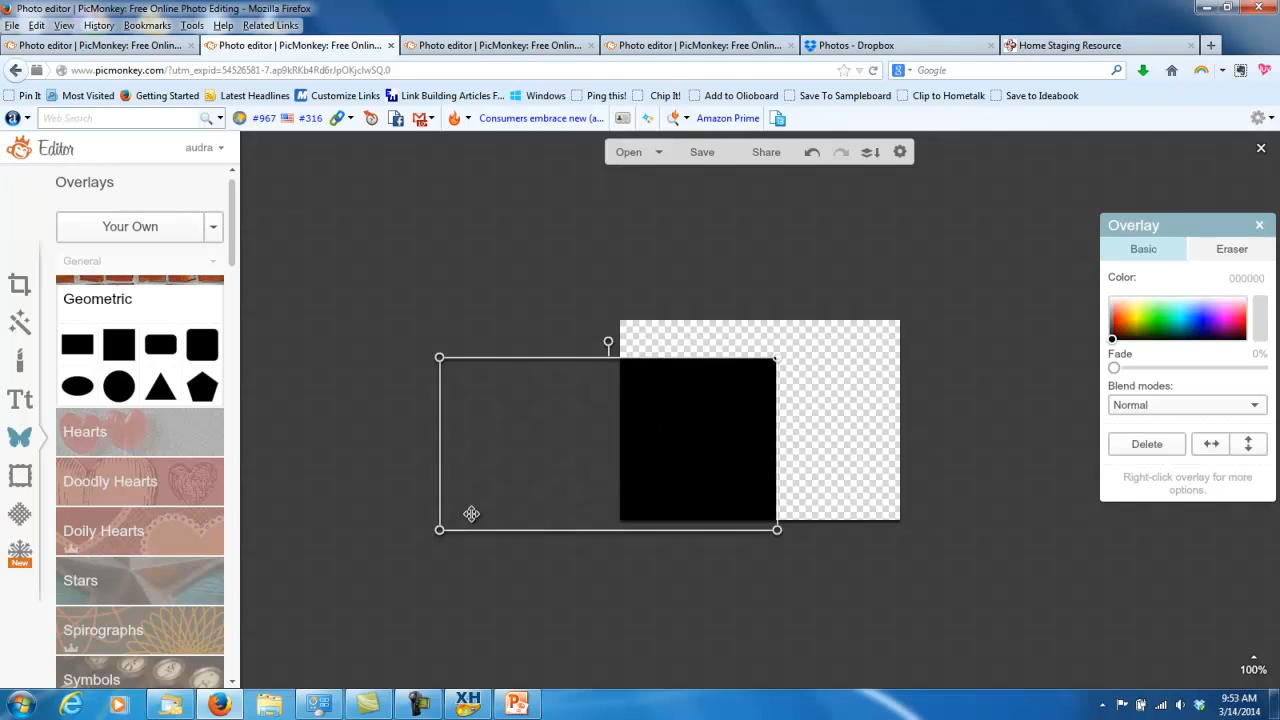 Photo editor | PicMonkey: Free Online Photo Editing - Mozilla Firefox
File Edit View History Bookmarks Tools Help Related Links
Photo editor | PicMonkey: Free Onlin... × Photo editor | PicMonkey: Free Onlin... × Photo editor | PicMonkey: Free Onlin... × Photo editor | PicMonkey: Free Onlin... × Photos - Dropbox × Home Staging Resource ×
www.picmonkey.com/?utm_expid=54526581-7.ap9kRKb4Rd6rJpOKjcIwSQ.0 Google
Pin It Most Visited Getting Started Latest Headlines Customize Links Link Building Articles F... Windows Ping this! Chip It! Add to Olioboard Save To Sampleboard Clip to Hometalk Save to Ideabook
Web Search #967 #316 Consumers embrace new (a... Amazon Prime
Editor audra
Open Save Share
Overlays
Your Own
General
Geometric
Hearts
Doodly Hearts
Doily Hearts
Stars
Spirographs
Symbols
Tt
New
Overlay
Basic Eraser
Color: 000000
Fade 0%
Blend modes:
Normal
Delete
Right-click overlay for more
options.
100%
XH
9:53 AM
3/14/2014